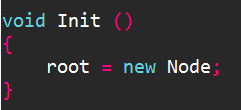 void Init ()
{
    root = new Node;
}